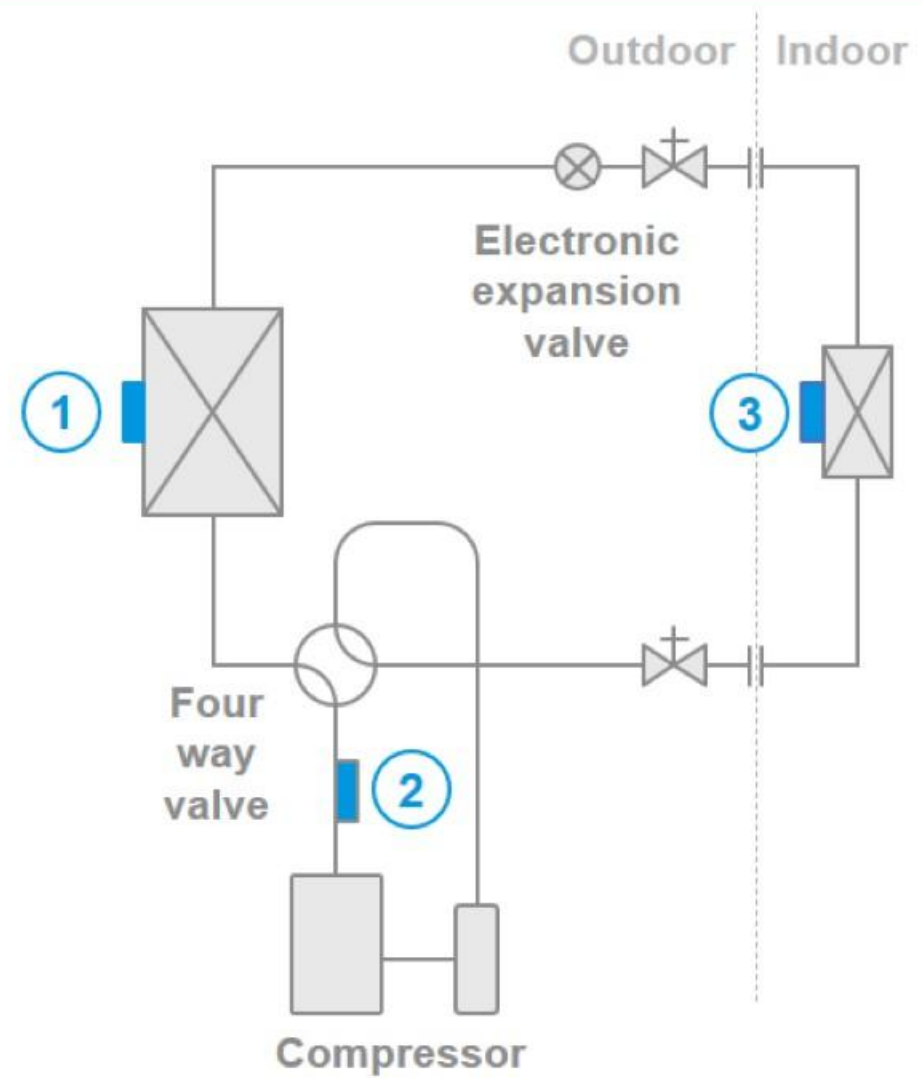 Outdoor Indoor
Electronic
expansion
valve
1
3
Four
way
valve
2
Compressor